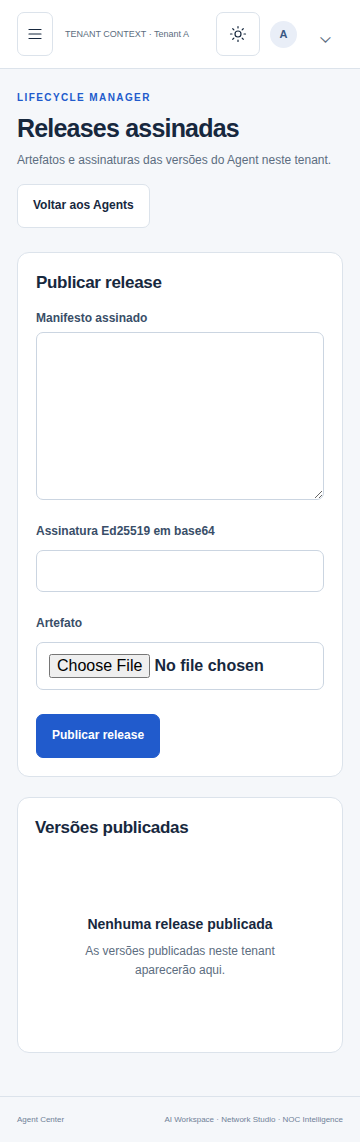 TENANT CONTEXT · Tenant A
A
LIFECYCLE MANAGER
Releases assinadas
Artefatos e assinaturas das versões do Agent neste tenant.
Voltar aos Agents
Publicar release
Manifesto assinado
Assinatura Ed25519 em base64
Artefato
Choose File No file chosen
Publicar release
Versões publicadas
Nenhuma release publicada
As versões publicadas neste tenant
aparecerão aqui.
Agent Center
AI Workspace · Network Studio · NOC Intelligence